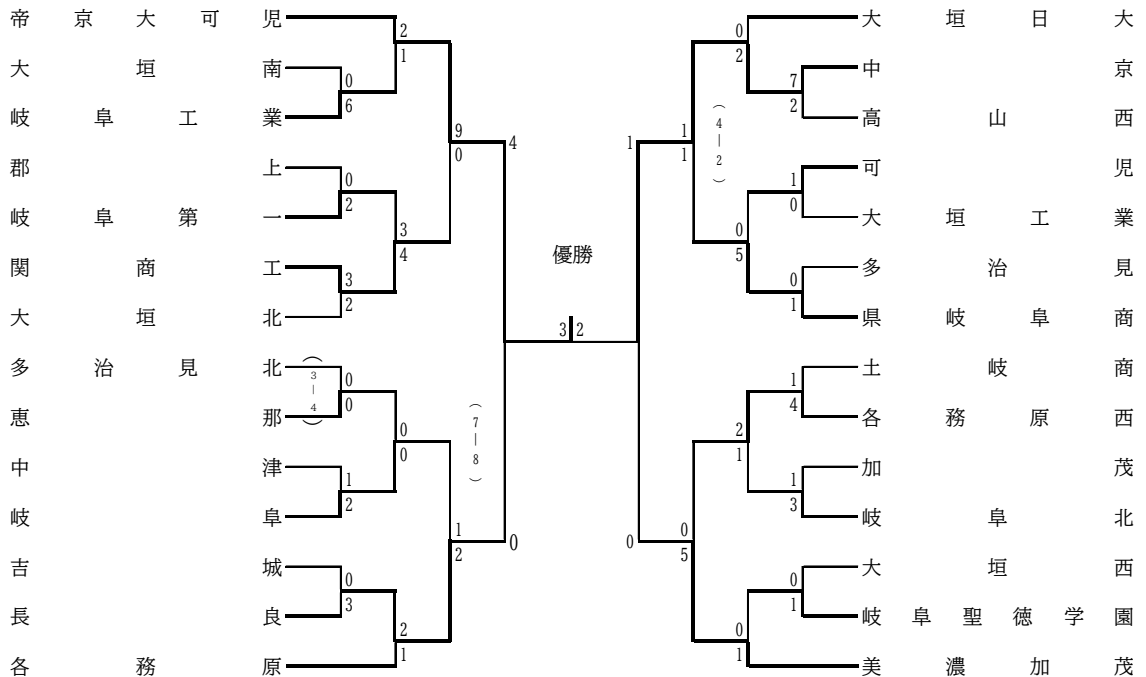 帝京大可児 2 0 大垣日大
大垣南 0 1 2 7 中京
岐阜工業 6 2 高山西
9 4 1 1 (4―2)
郡上 0 0 1 1 可児
岐阜第一 2 3 0 0 大垣工業
関商工 3 4 優勝 5 0 多治見
大垣北 2 1 県岐阜商
3 2
多治見北 (3―4) 0 1 土岐商
恵那 0 0 (7―8) 2 4 各務原西
中津 1 0 1 1 加茂
岐阜 2 3 岐阜北
1 0 0 0
吉城 0 2 5 0 大垣西
長良 3 2 0 1 岐阜聖徳学園
各務原 1 1 美濃加茂